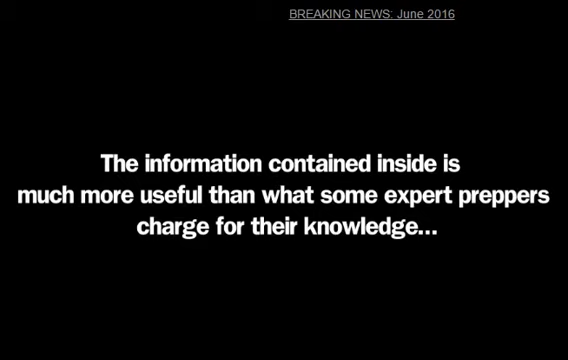 BREAKING NEWS: June 2016
The information contained inside is
much more useful than what some expert preppers
charge for their knowledge...